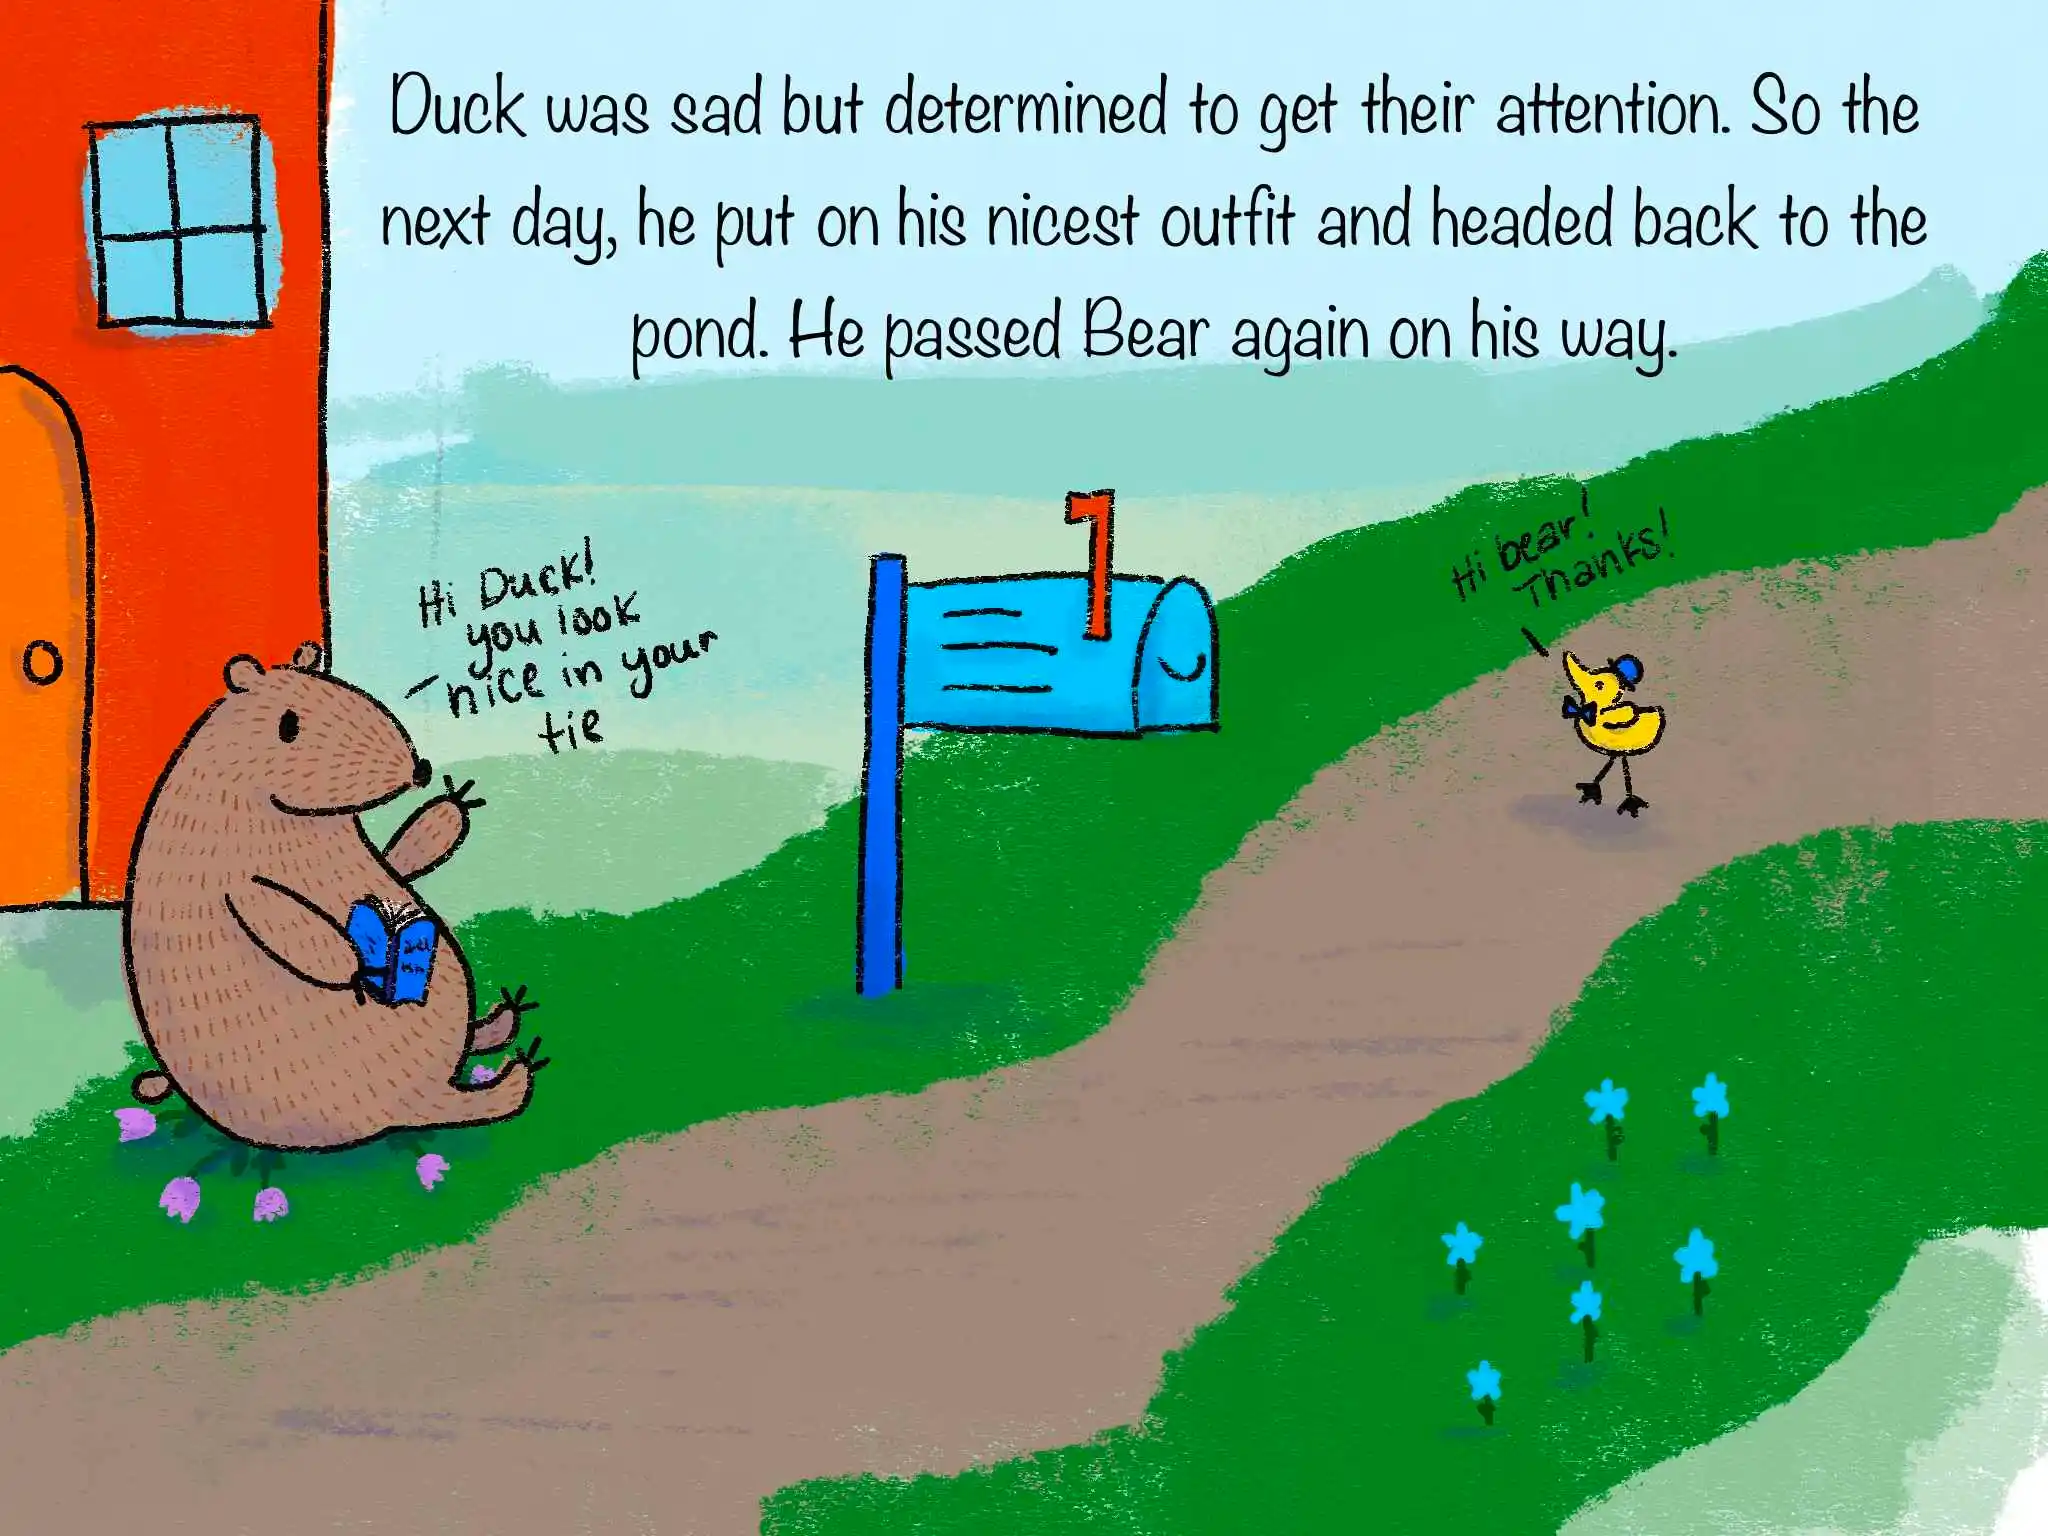 Duck was sad but determined to get their attention. So the
next day, he put on his nicest outfit and headed back to the
pond. He passed Bear again on his way.
Hi Duck!
you look
nice in your
tie
Hi bear!
Thanks!